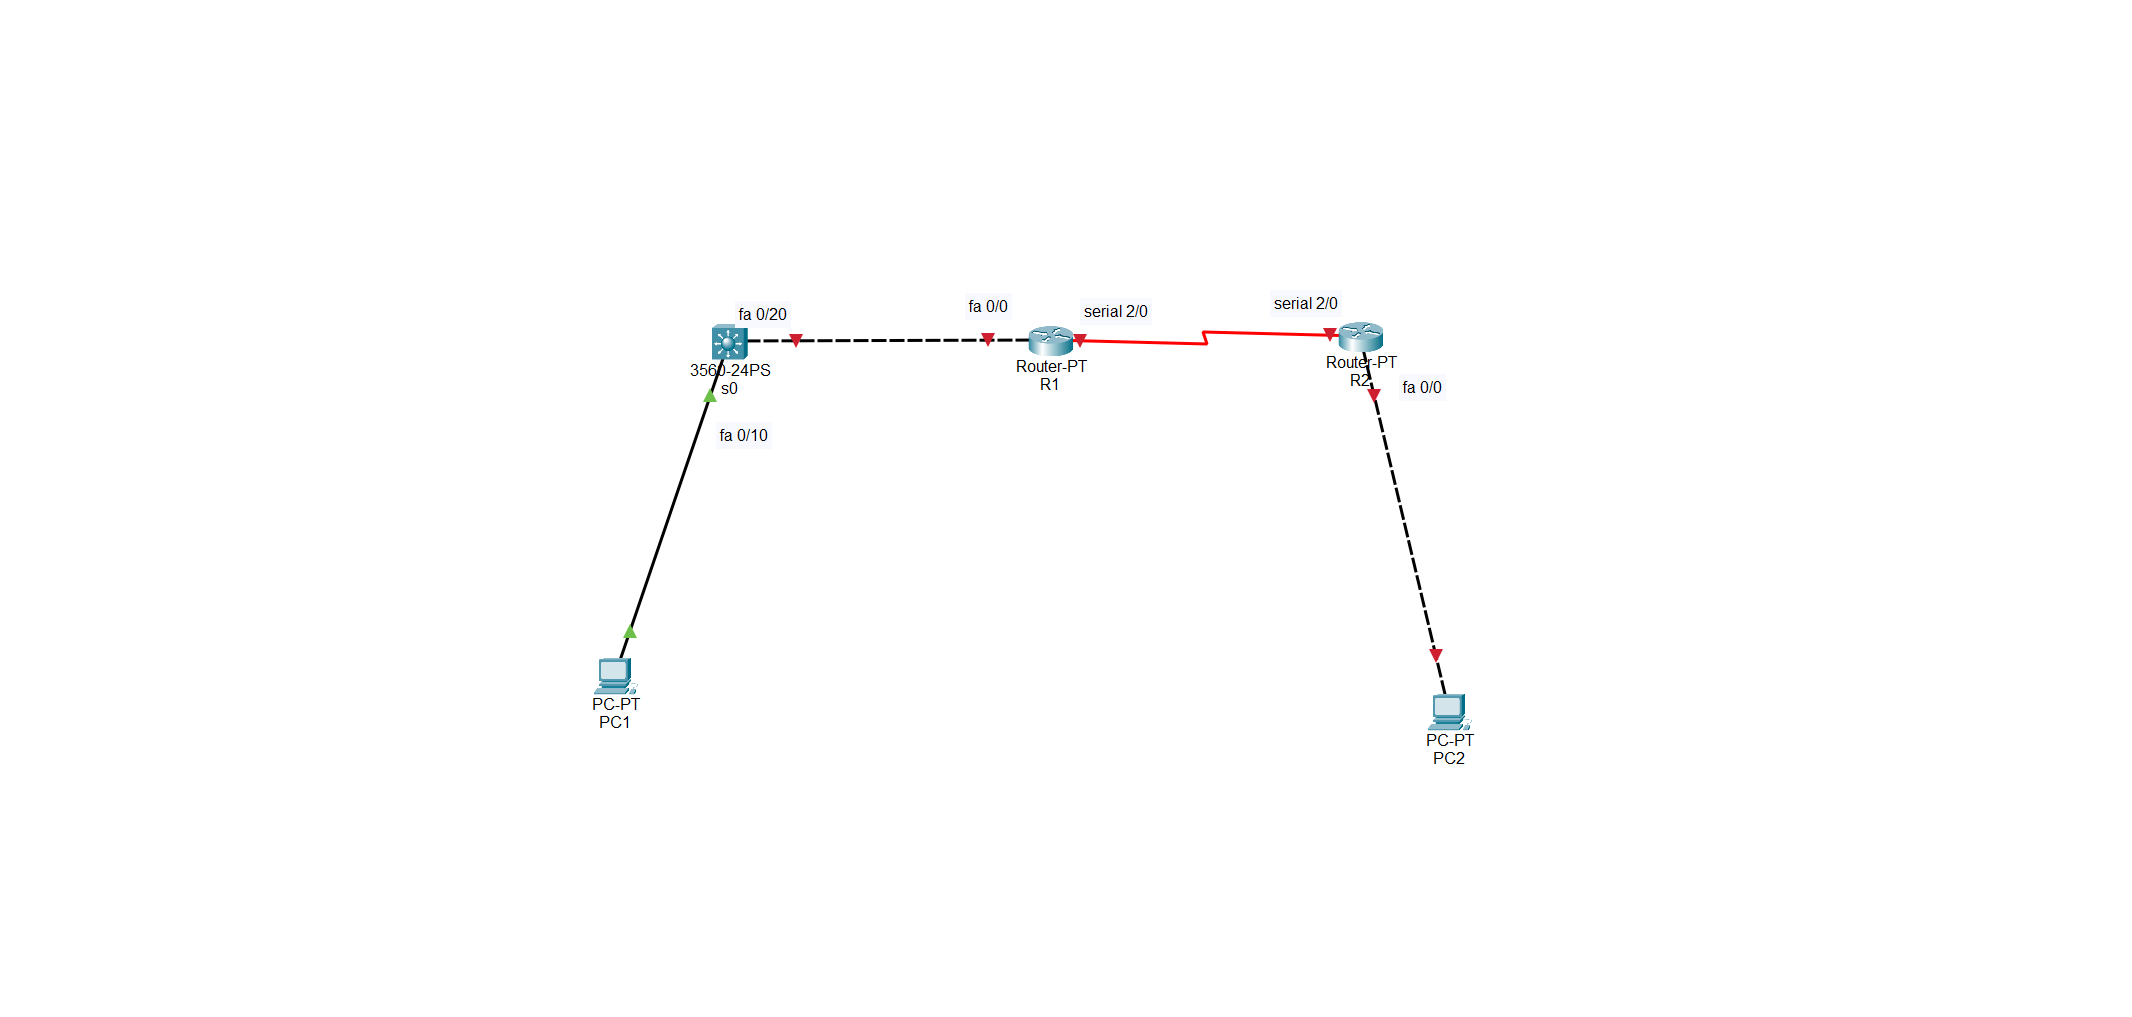 fa 0/20
fa 0/0
serial 2/0
serial 2/0
3560-24PS
s0
Router-PT
R1
Router-PT
R2
fa 0/0
fa 0/10
PC-PT
PC1
PC-PT
PC2